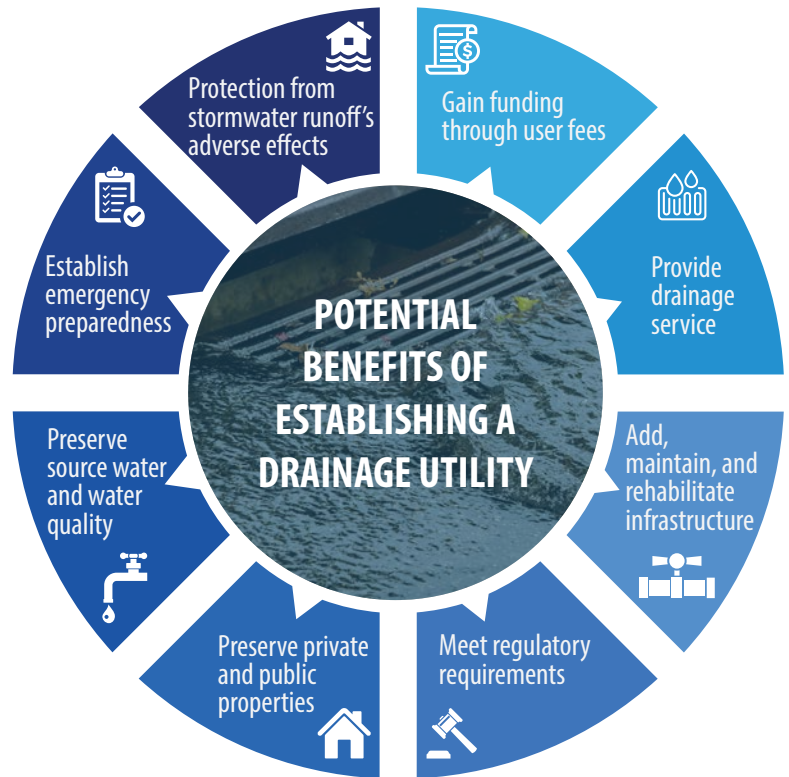 POTENTIAL
BENEFITS OF
ESTABLISHING A
DRAINAGE UTILITY
Gain funding
through user fees
$
Provide
drainage
service
Add,
maintain, and
rehabilitate
infrastructure
Meet regulatory
requirements
Preserve private
and public
properties
Preserve
source water
and water
quality
Establish
emergency
preparedness
Protection from
stormwater runoff’s
adverse effects